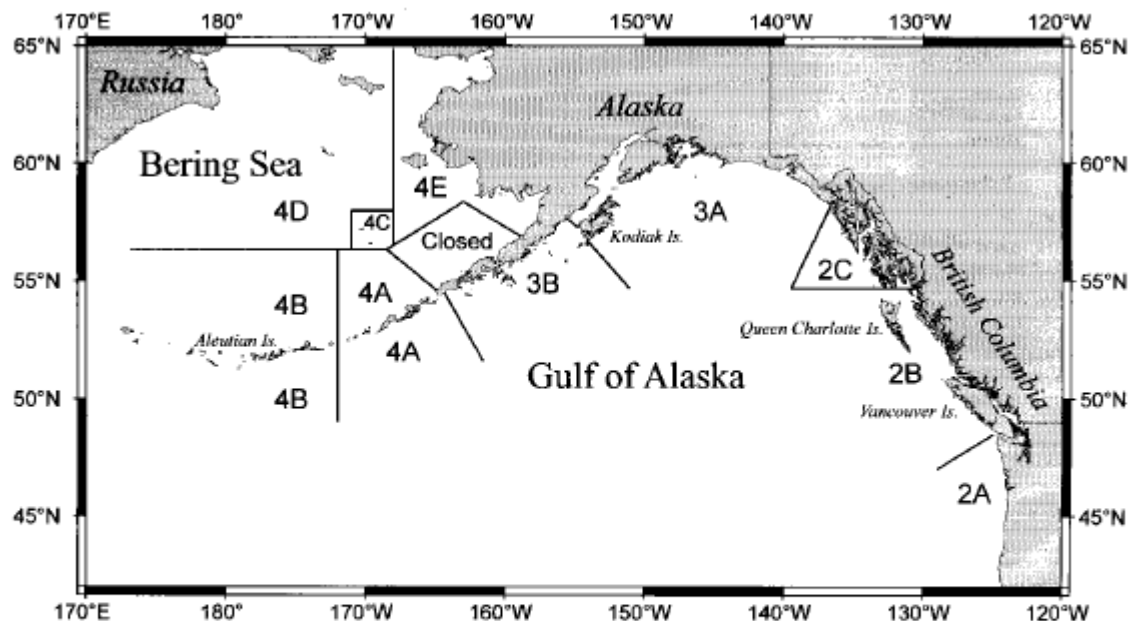 170°E 180° 170°W 160°W 150°W 140°W 130°W 120°W
65°N 65°N
Russia
Alaska
60°N 60°N
Bering Sea
4E
4D
4C
3A
Closed
Kodiak Is.
2C
55°N 55°N
4B
4A
3B
British Columbia
Queen Charlotte Is.
Aleutian Is.
4A
Gulf of Alaska
2B
50°N 50°N
4B
Vancouver Is.
2A
45°N 45°N
170°E 180° 170°W 160°W 150°W 140°W 130°W 120°W